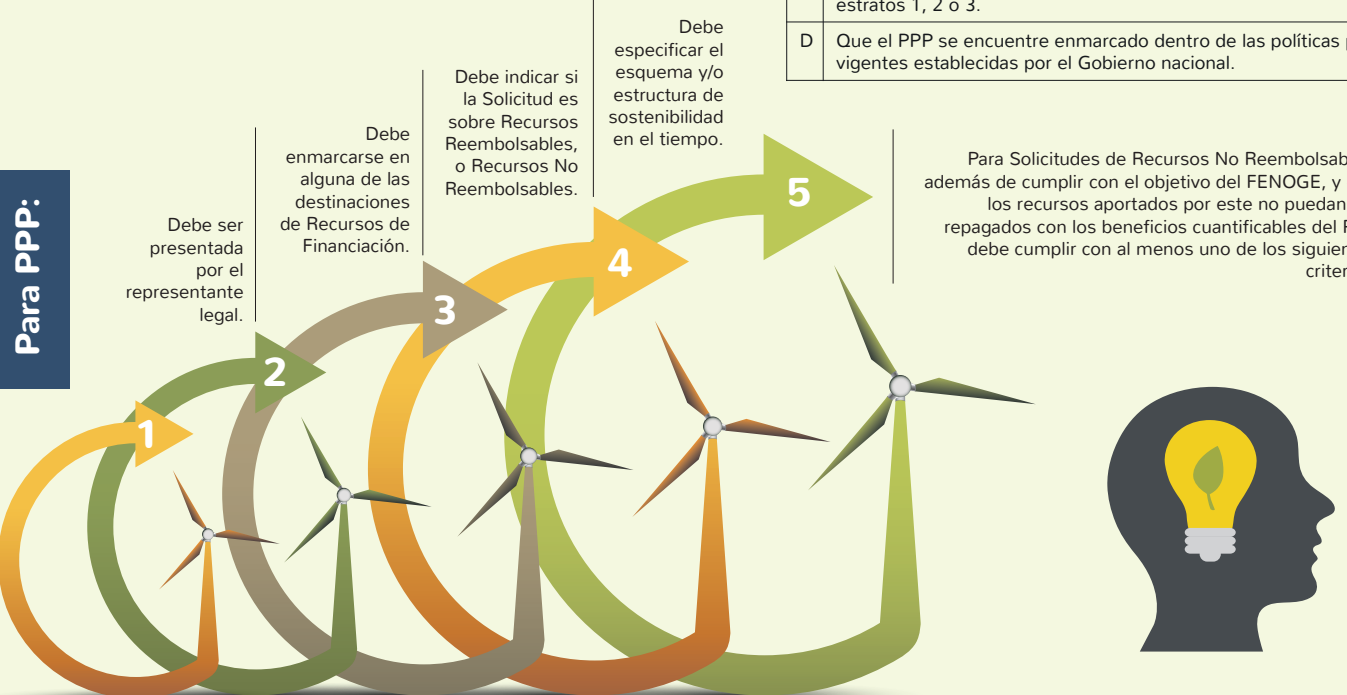 estratos 1, 2 o 3.
D Que el PPP se encuentre enmarcado dentro de las políticas
vigentes establecidas por el Gobierno nacional.
Para PPP:
1
Debe ser
presentada
por el
representante
legal.
2
Debe
enmarcarse en
alguna de las
destinaciones
de Recursos de
Financiación.
3
Debe indicar si
la Solicitud es
sobre Recursos
Reembolsables,
o Recursos No
Reembolsables.
4
Debe
especificar el
esquema y/o
estructura de
sostenibilidad
en el tiempo.
5
Para Solicitudes de Recursos No
además de cumplir con el objetivo del FENOGE, y
los recursos aportados por este no puedan
repagados con los beneficios cuantificables del
debe cumplir con al menos uno de los